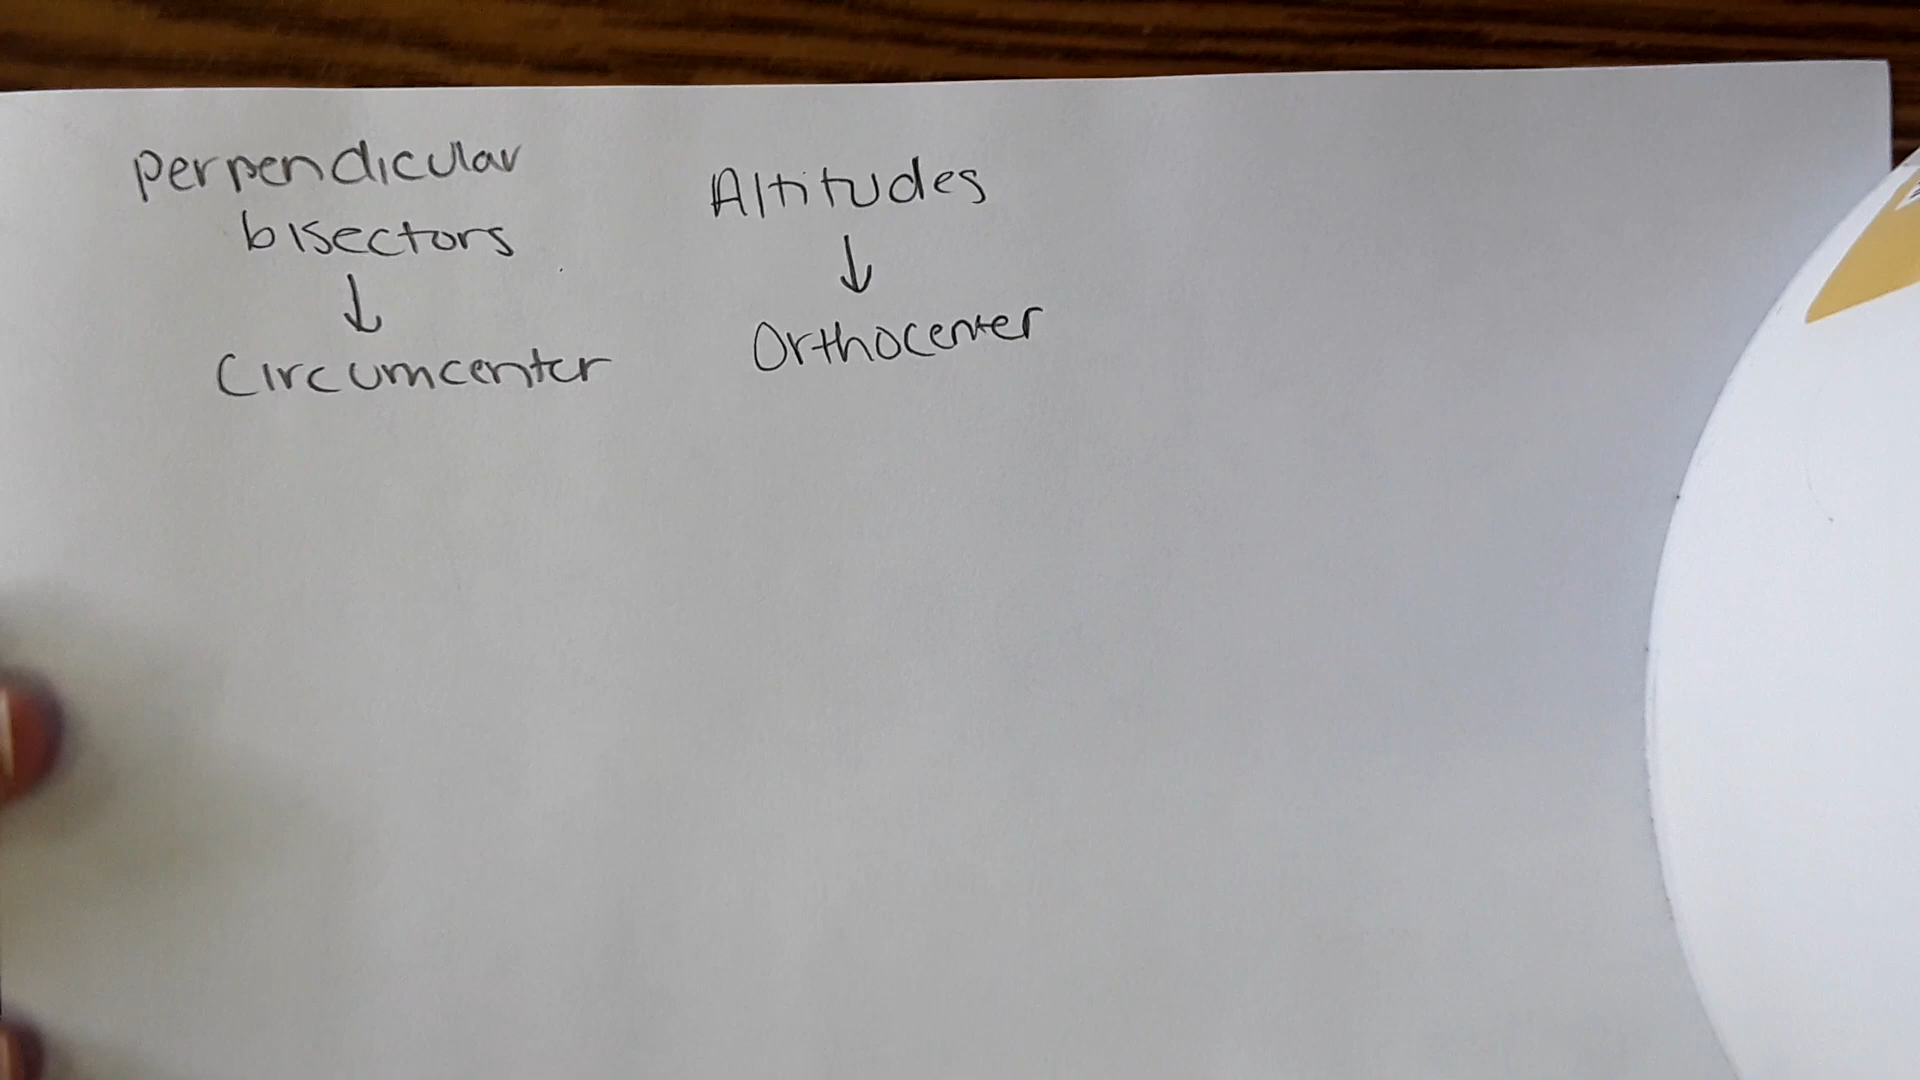 Perpendicular
bisectors
↓
Circumcenter
Altitudes
↓
Orthocenter